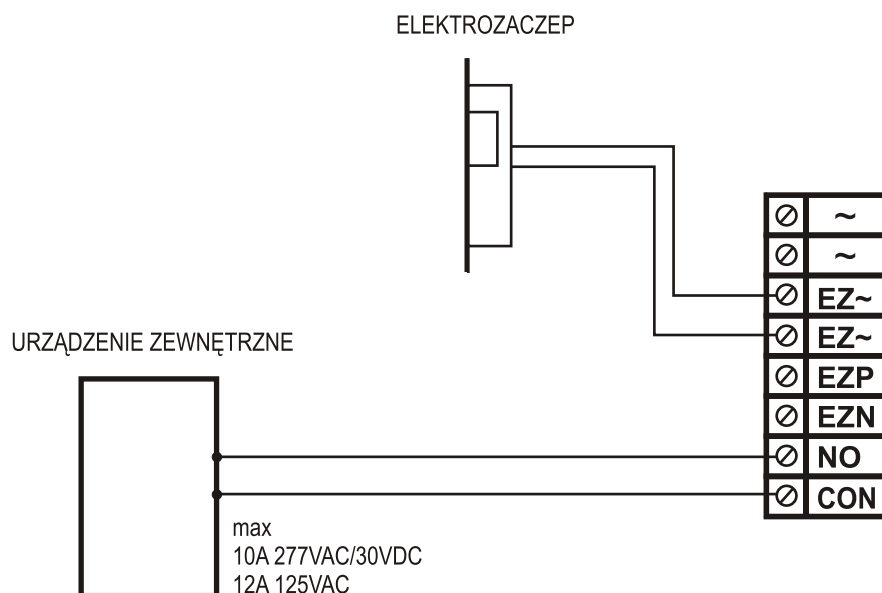 ELEKTROZACZEP
~
~
EZ~
EZ~
EZP
EZN
NO
CON
URZĄDZENIE ZEWNĘTRZNE
max
10A 277VAC/30VDC
12A 125VAC